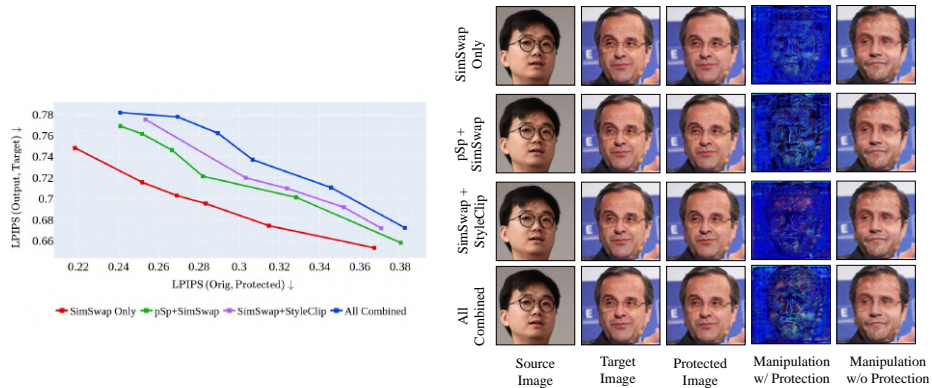 0.78
0.76
0.74
0.72
0.7
0.68
0.66
LPIPS (Output, Target) ↓
0.22
0.24
0.26
0.28
0.3
0.32
0.34
0.36
0.38
LPIPS (Orig, Protected) ↓
SimSwap Only
pSp+SimSwap
SimSwap+StyleClip
All Combined
SimSwap
Only
pSp +
SimSwap
SimSwap +
StyleClip
All
Combined
Source
Image
Target
Image
Protected
Image
Manipulation
w/ Protection
Manipulation
w/o Protection